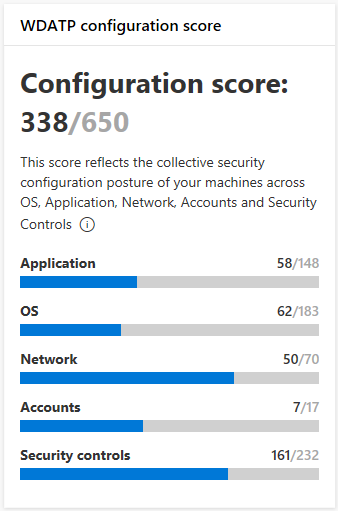 WDATP configuration score
Configuration score:
338/650
This score reflects the collective security
configuration posture of your machines across
OS, Application, Network, Accounts and Security
Controls
Application 58/148
OS 62/183
Network 50/70
Accounts 7/17
Security controls 161/232